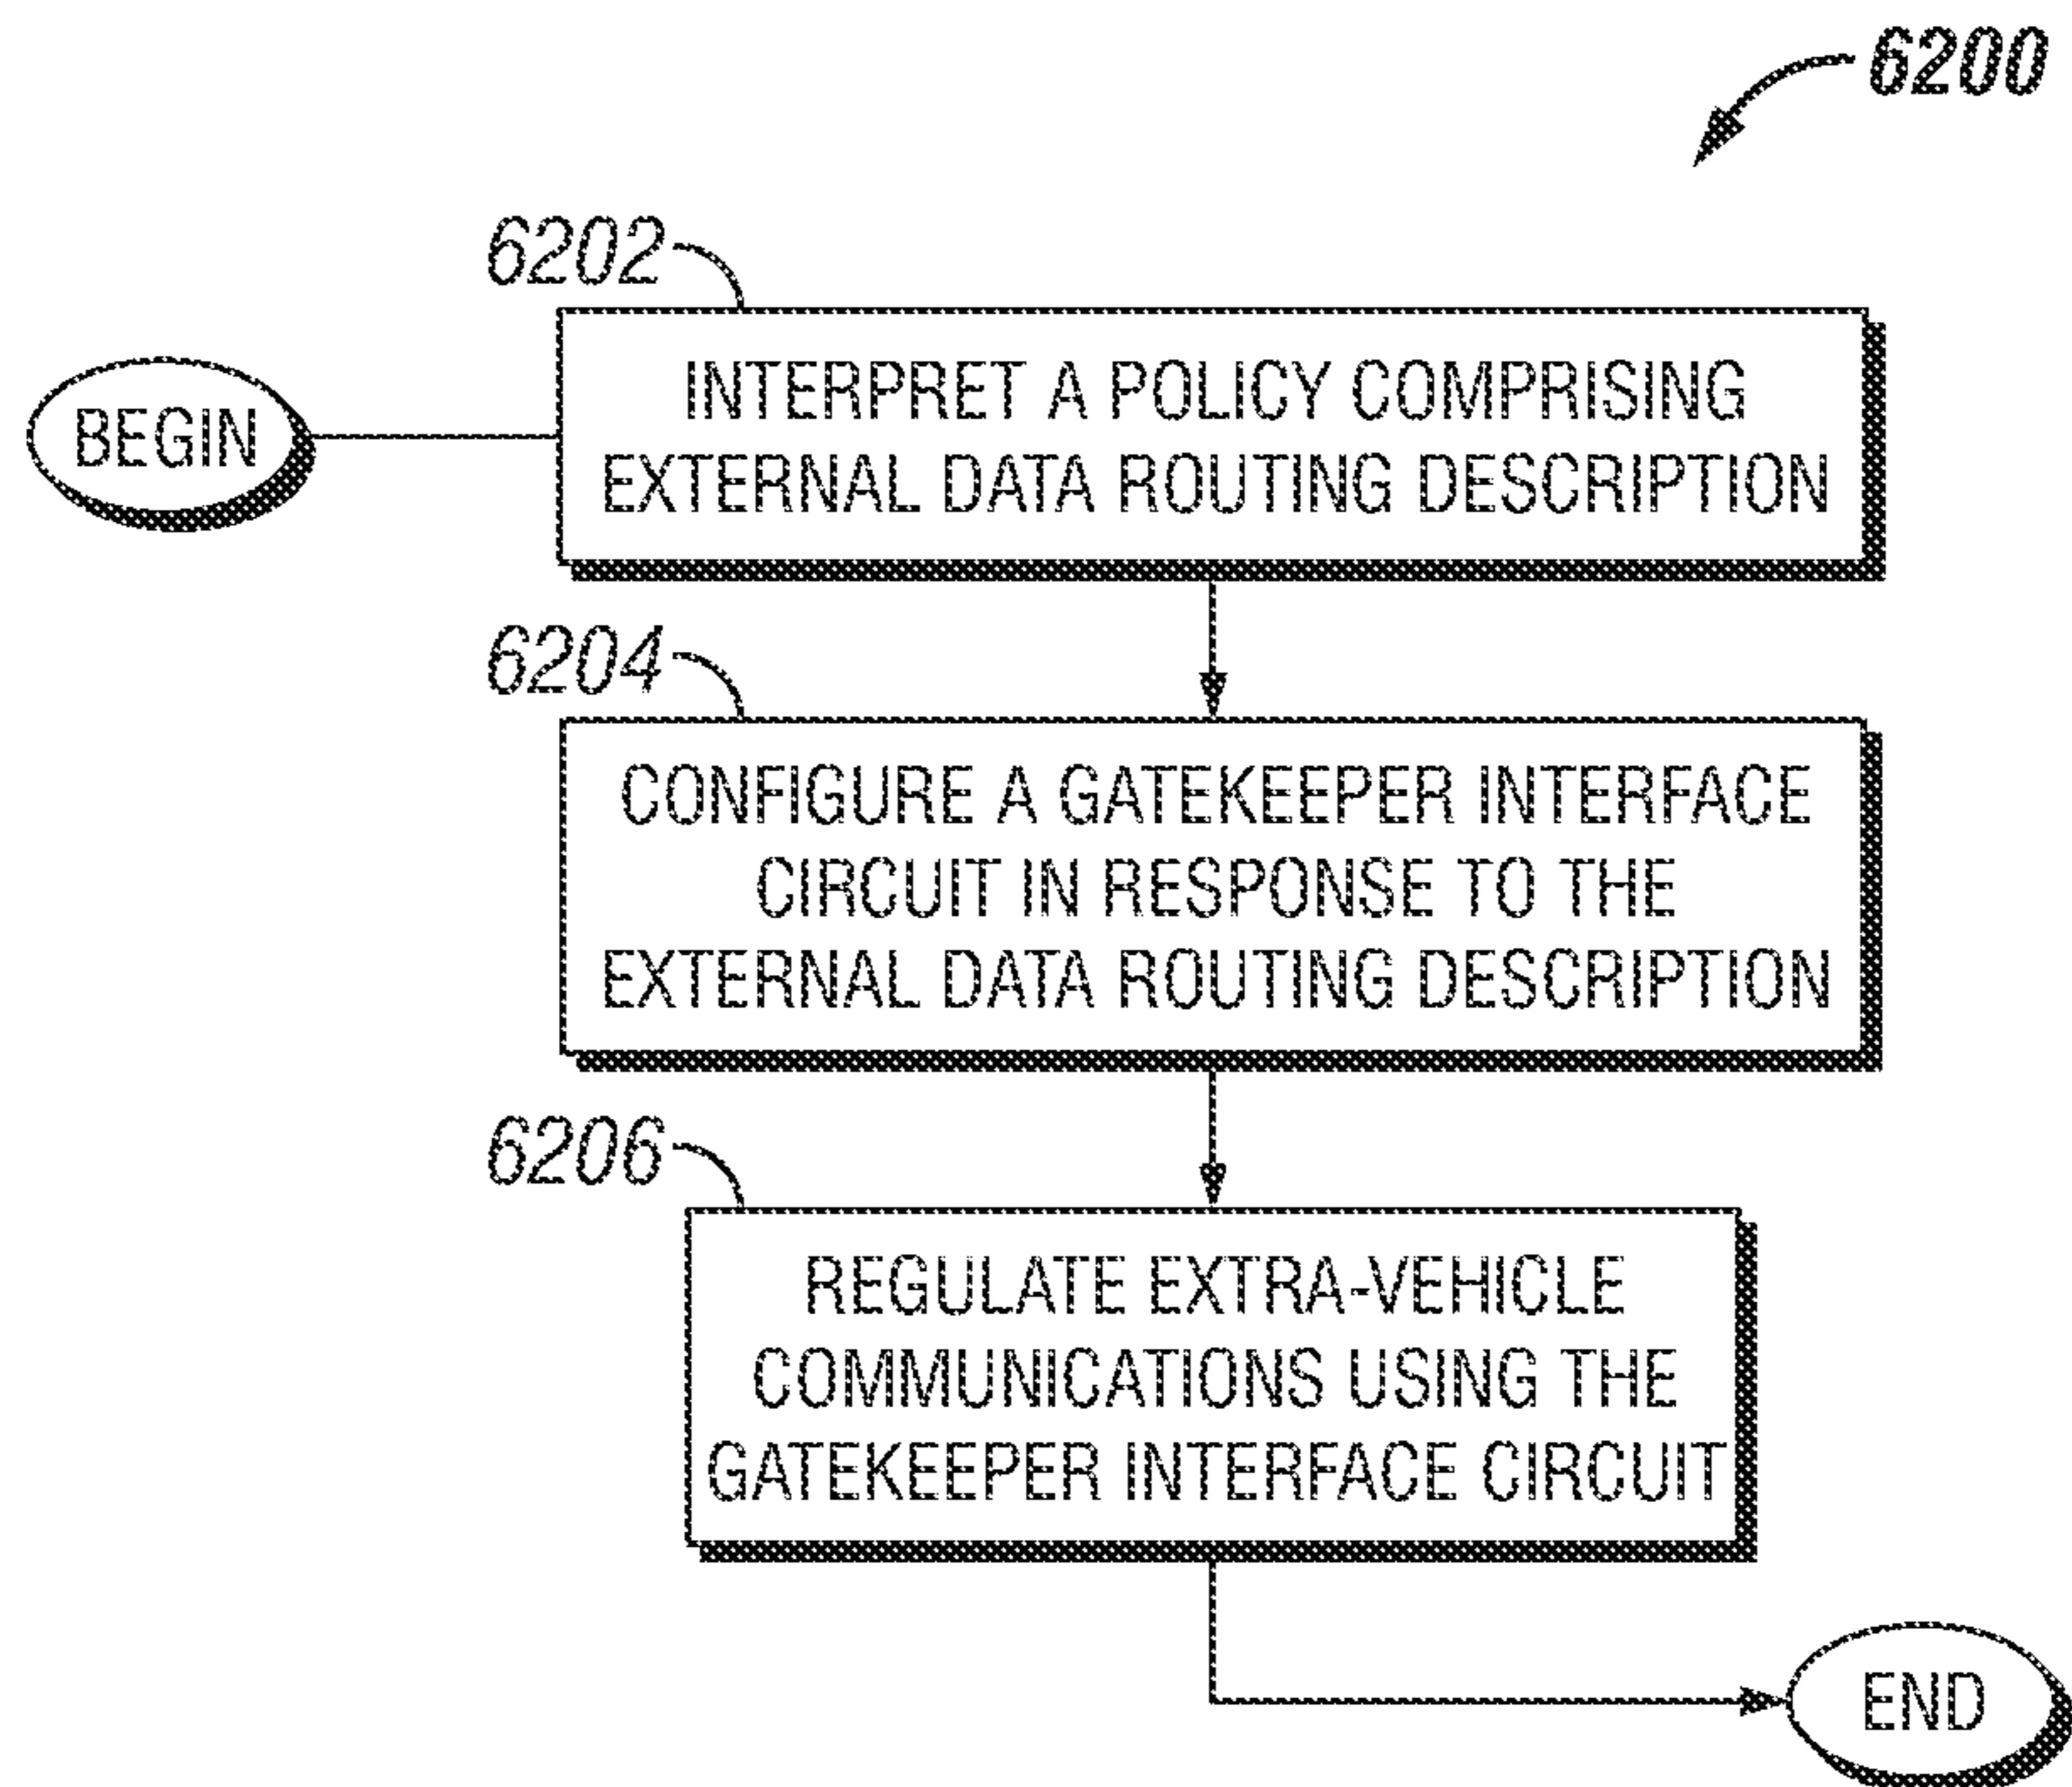 6200
6202
BEGIN
INTERPRET A POLICY COMPRISING
EXTERNAL DATA ROUTING DESCRIPTION
6204
CONFIGURE A GATEKEEPER INTERFACE
CIRCUIT IN RESPONSE TO THE
EXTERNAL DATA ROUTING DESCRIPTION
6206
REGULATE EXTRA-VEHICLE
COMMUNICATIONS USING THE
GATEKEEPER INTERFACE CIRCUIT
END